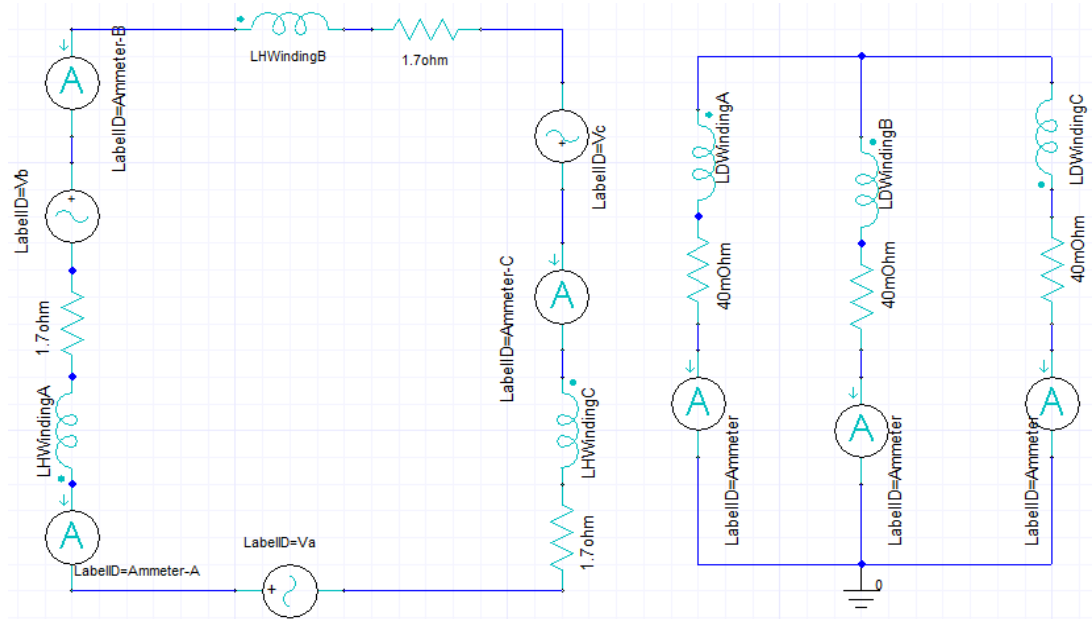 LHWindingB
1.7ohm
A
LabelID=Ammeter-B
+
LabelID=Vb
1.7ohm
LHWindingA
A
LabelID=Ammeter-A
LabelID=Va
+
+
LabelID=Vc
A
LabelID=Ammeter-C
LHWindingC
1.7ohm
LDWindingA
40mOhm
A
LabelID=Ammeter
LDWindingB
40mOhm
A
LabelID=Ammeter
LDWindingC
40mOhm
A
LabelID=Ammeter
0